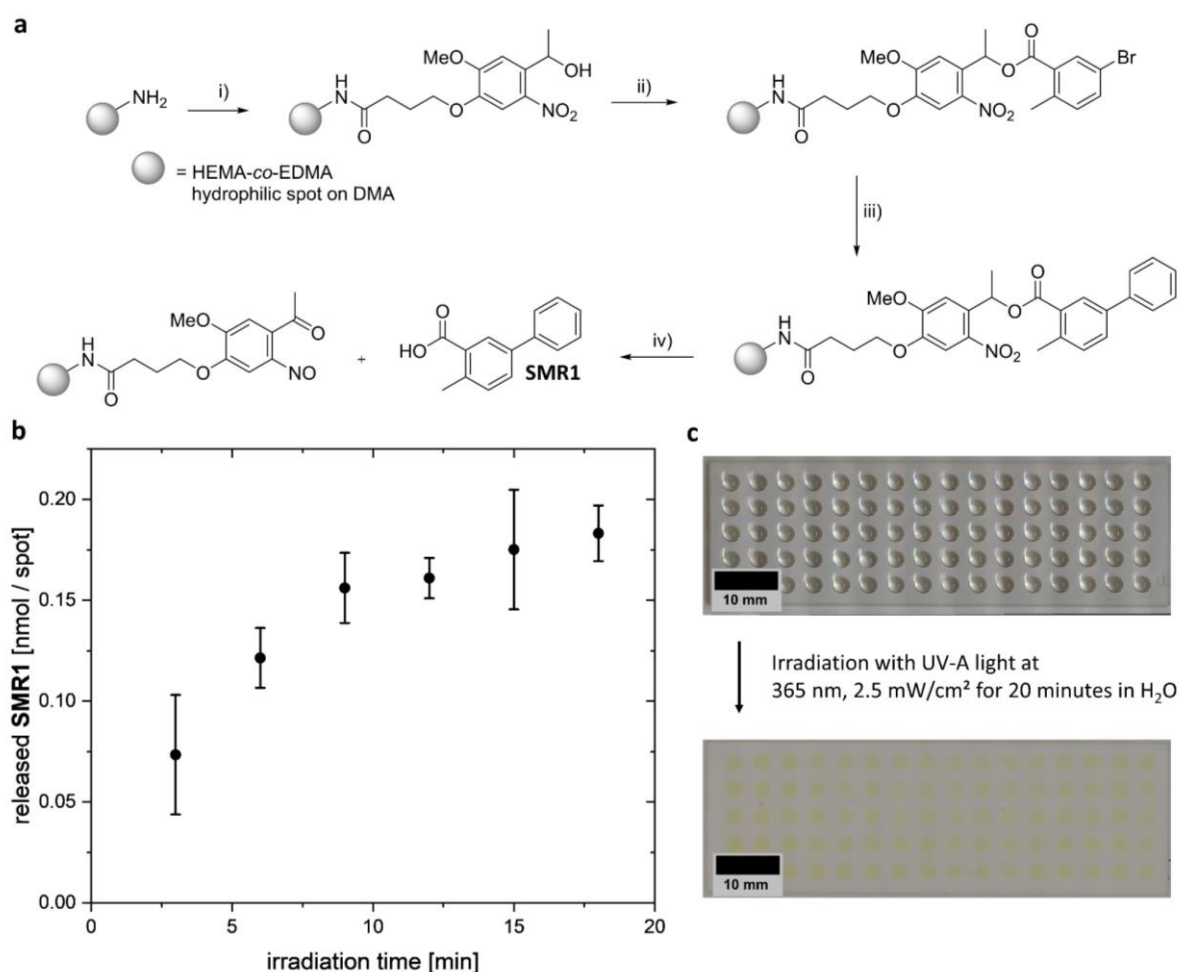 a
NH₂
i)
H
N
O
O
MeO
NO₂
OH
ii)
H
N
O
O
MeO
NO₂
O
O
Br
= HEMA-co-EDMA
hydrophilic spot on DMA
iii)
H
N
O
O
MeO
NO
O
+
O
HO
SMR1
iv)
H
N
O
O
MeO
NO₂
O
O
b
released SMR1 [nmol / spot]
0.20
0.15
0.10
0.05
0.00
0
5
10
15
20
irradiation time [min]
c
10 mm
Irradiation with UV-A light at
365 nm, 2.5 mW/cm² for 20 minutes in H₂O
10 mm